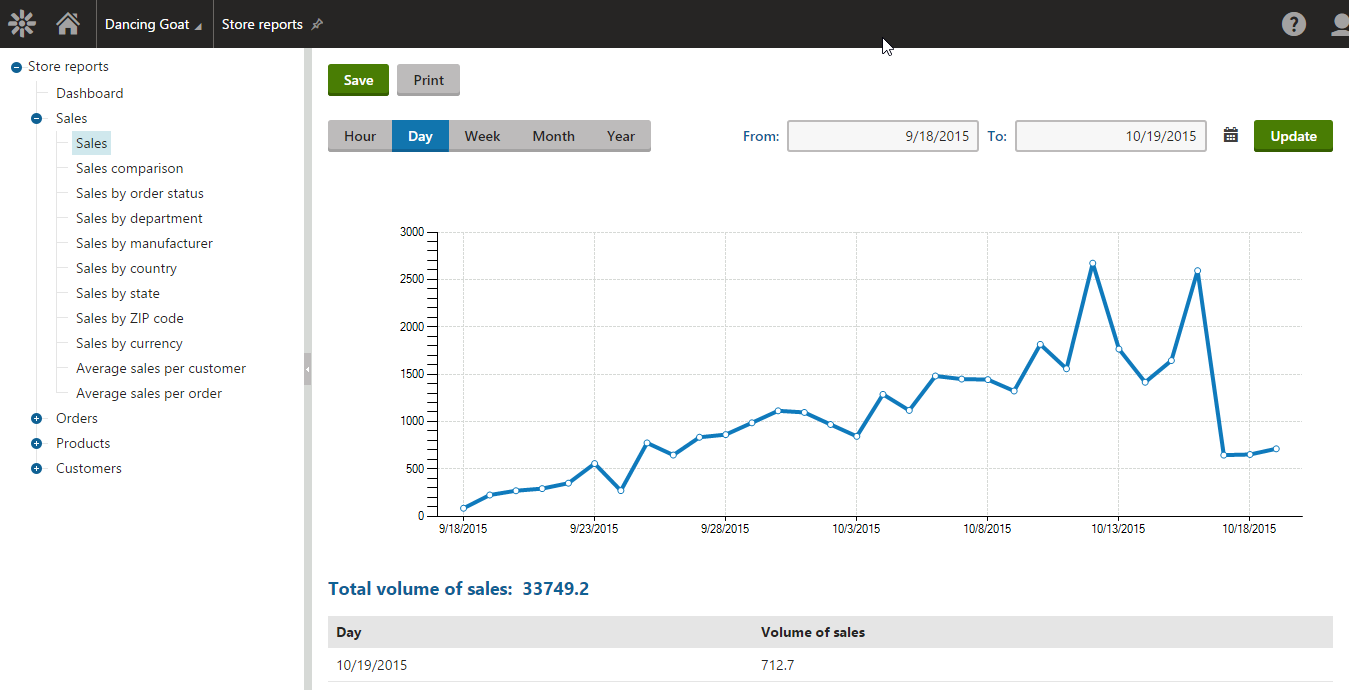 Dancing Goat Store reports ?
Store reports
Dashboard
Sales
Sales
Sales comparison
Sales by order status
Sales by department
Sales by manufacturer
Sales by country
Sales by state
Sales by ZIP code
Sales by currency
Average sales per customer
Average sales per order
Orders
Products
Customers
Save Print
Hour Day Week Month Year From: 9/18/2015 To: 10/19/2015 Update
3000
2500
2000
1500
1000
500
0
9/18/2015 9/23/2015 9/28/2015 10/3/2015 10/8/2015 10/13/2015 10/18/2015
Total volume of sales: 33749.2
Day Volume of sales
10/19/2015 712.7